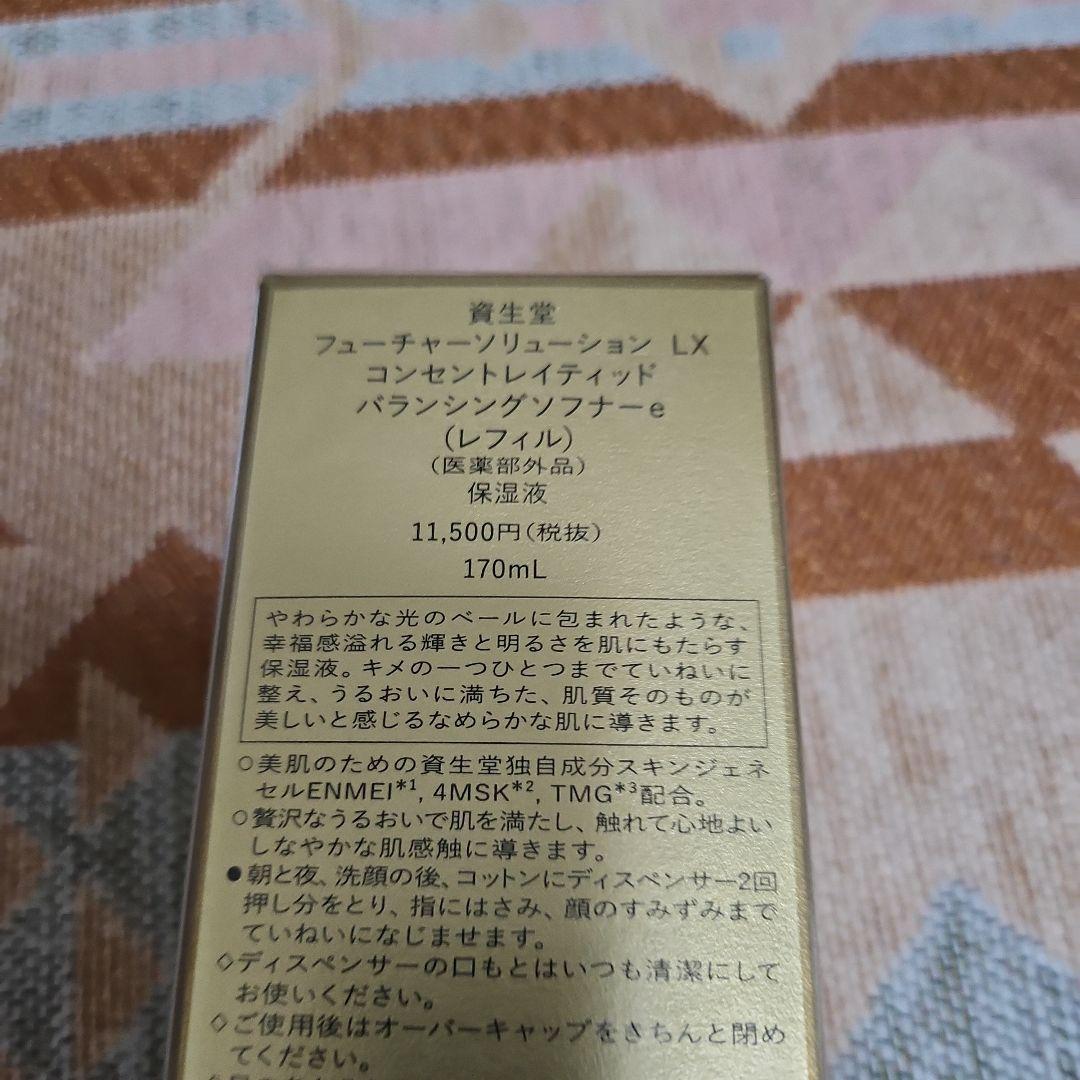 資生堂
フューチャーソリューション LX
コンセントレイティッド
バランシングソフナーe
(レフィル)
(医薬部外品)
保湿液
11,500円(税抜)
170mL
やわらかな光のベールに包まれたような、
幸福感溢れる輝きと明るさを肌にもたらす
保湿液。キメの一つひとつまでていねいに
整え、うるおいに満ちた、肌質そのものが
美しいと感じるなめらかな肌に導きます。
○美肌のための資生堂独自成分スキンジェネ
セルENMEI*1, 4MSK*2, TMG*3配合。
○贅沢なうるおいで肌を満たし、触れて心地よい
しなやかな肌感触に導きます。
●朝と夜、洗顔の後、コットンにディスペンサー2回
押し分をとり、指にはさみ、顔のすみずみまで
ていねいになじませます。
◇ディスペンサーの口もとはいつも清潔にして
お使いください。
◇ご使用後はオーバーキャップをきちんと閉め
てください。